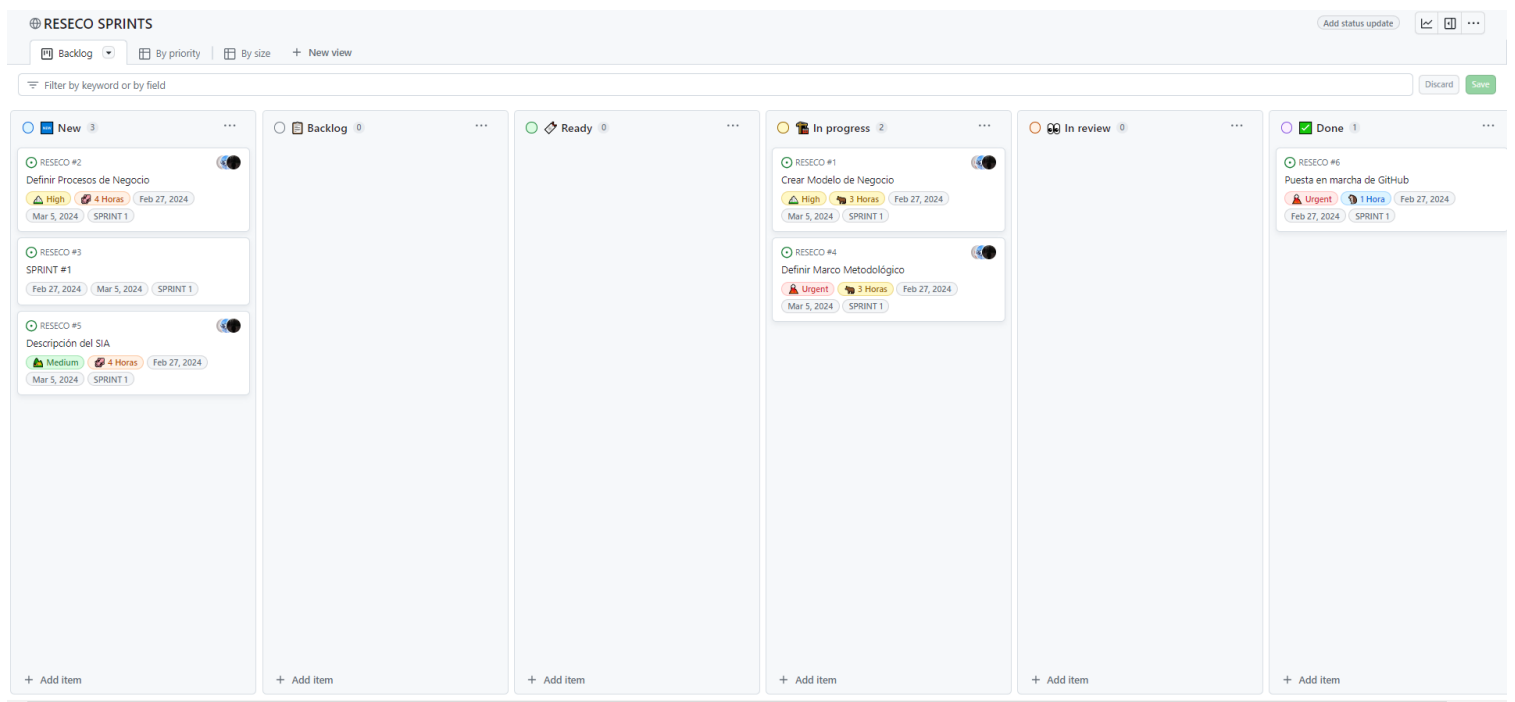 RESECO SPRINTS
Add status update
Backlog
By priority
By size
New view
Filter by keyword or by field
Discard
Save
New 3
RESECO #2
Definir Procesos de Negocio
High 4 Horas Feb 27, 2024
Mar 5, 2024 SPRINT 1
RESECO #3
SPRINT #1
Feb 27, 2024 Mar 5, 2024 SPRINT 1
RESECO #5
Descripción del SIA
Medium 4 Horas Feb 27, 2024
Mar 5, 2024 SPRINT 1
+ Add item
Backlog 0
+ Add item
Ready 0
+ Add item
In progress 2
RESECO #1
Crear Modelo de Negocio
High 3 Horas Feb 27, 2024
Mar 5, 2024 SPRINT 1
RESECO #4
Definir Marco Metodológico
Urgent 3 Horas Feb 27, 2024
Mar 5, 2024 SPRINT 1
+ Add item
In review 0
+ Add item
Done 1
RESECO #6
Puesta en marcha de GitHub
Urgent 1 Hora Feb 27, 2024
Feb 27, 2024 SPRINT 1
+ Add item